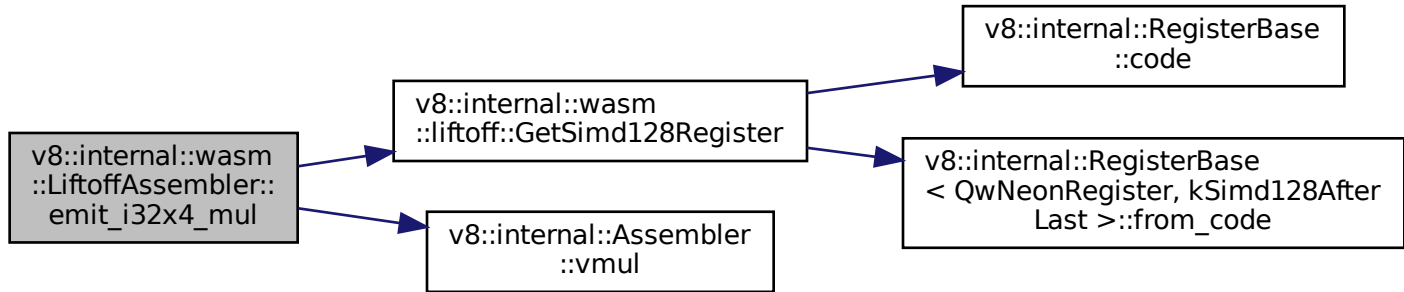 v8::internal::wasm
::LiftoffAssembler::
emit_i32x4_mul
v8::internal::wasm
::liftoff::GetSimd128Register
v8::internal::RegisterBase
::code
v8::internal::RegisterBase
< QwNeonRegister, kSimd128After
Last >::from_code
v8::internal::Assembler
::vmul